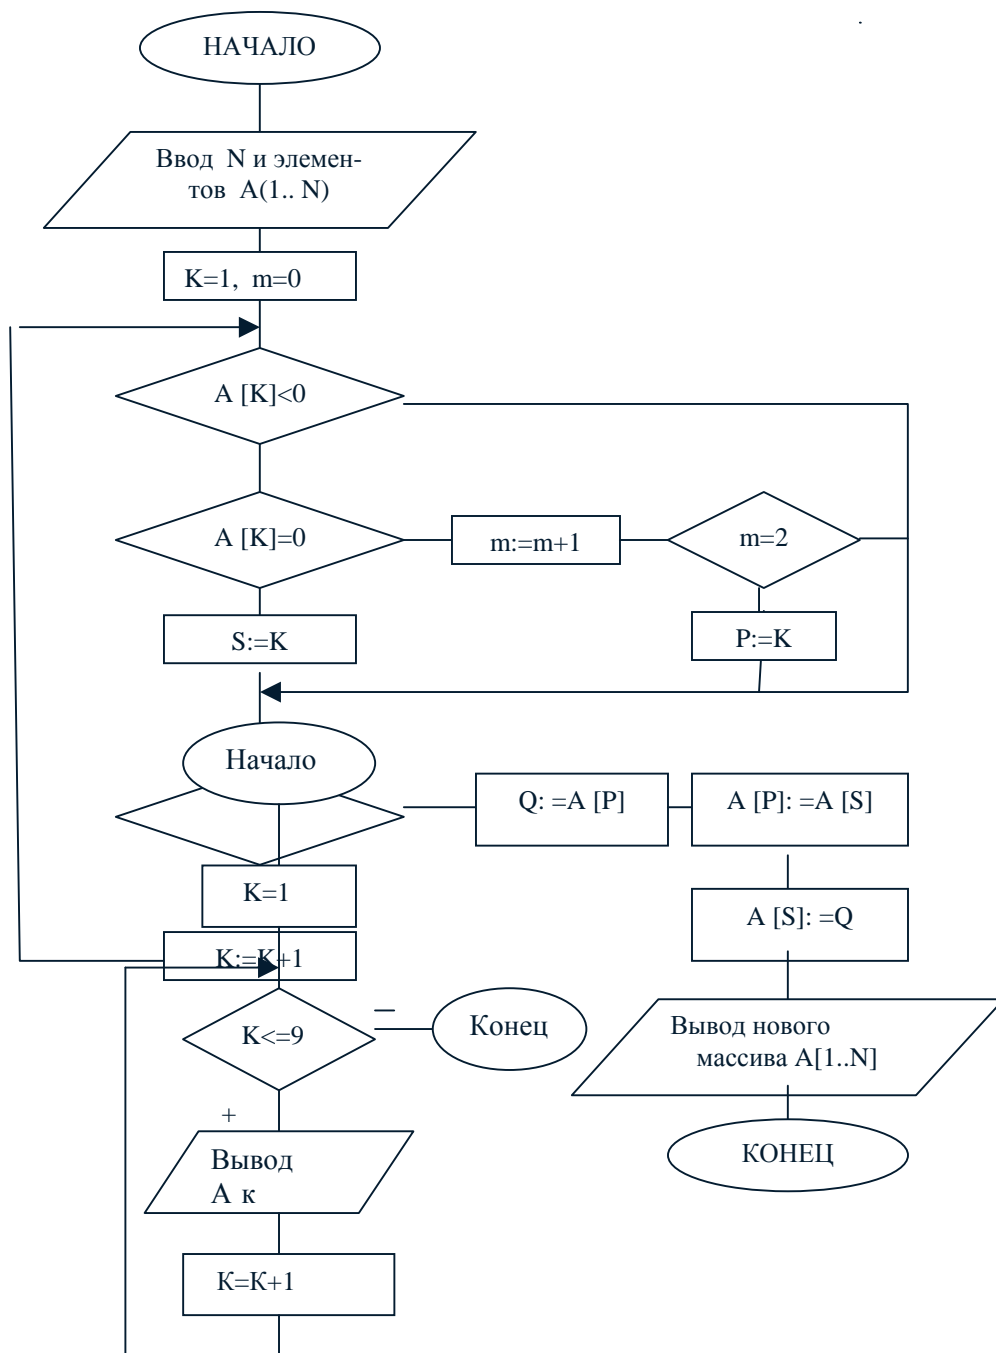 НАЧАЛО
Ввод N и элемен-
тов A(1.. N)
K=1, m=0
A [K]<0
A [K]=0
m:=m+1
m=2
S:=K
P:=K
Начало
Q: =A [P]
A [P]: =A [S]
K=1
A [S]: =Q
K:=K+1
K<=9
–
Конец
Вывод нового
массива A[1..N]
+
Вывод
А к
КОНЕЦ
К=К+1